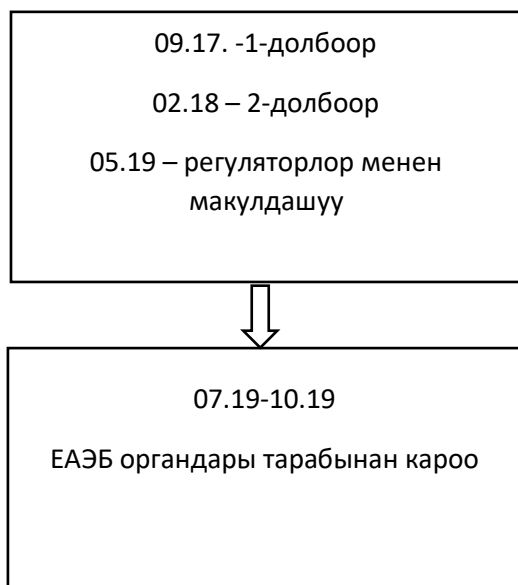 09.17. -1-долбоор
02.18 – 2-долбоор
05.19 – регуляторлор менен
макулдашуу
07.19-10.19
ЕАЭБ органдары тарабынан кароо